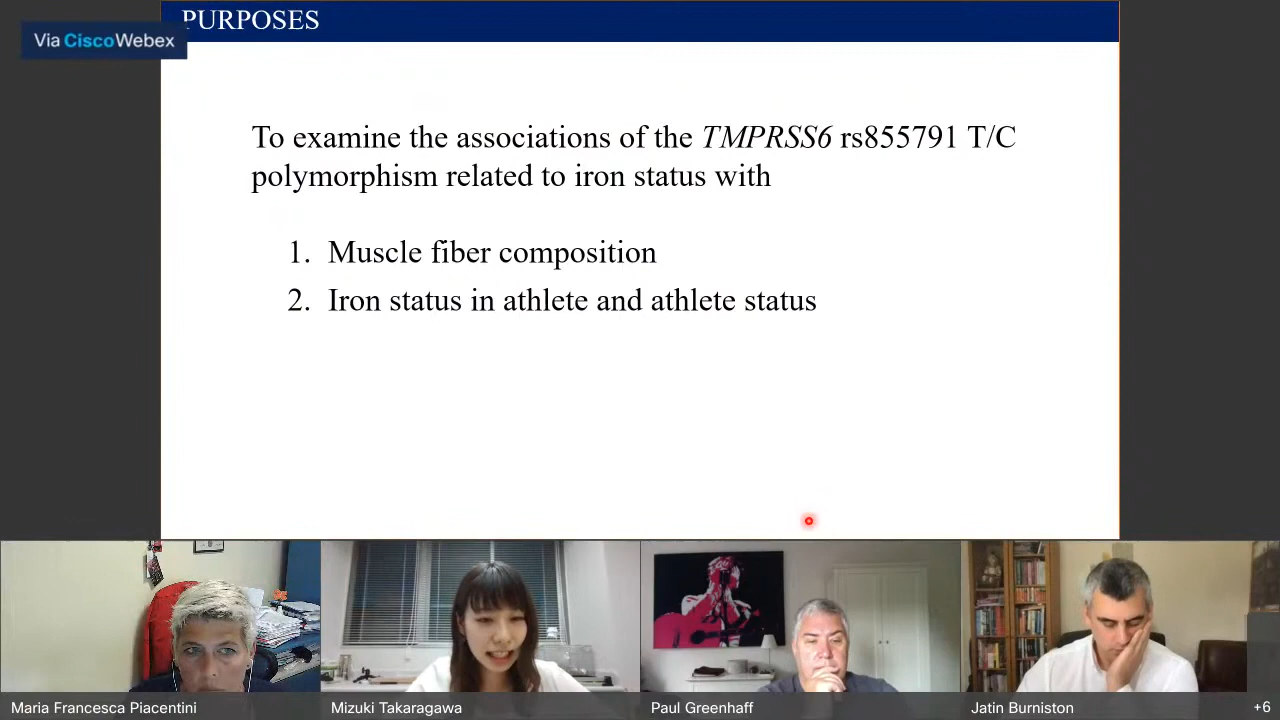 PURPOSES
Via CiscoWebex
To examine the associations of the TMPRSS6 rs855791 T/C
polymorphism related to iron status with
1. Muscle fiber composition
2. Iron status in athlete and athlete status
Maria Francesca Piacentini
Mizuki Takaragawa
Paul Greenhaff
Jatin Burniston
+6